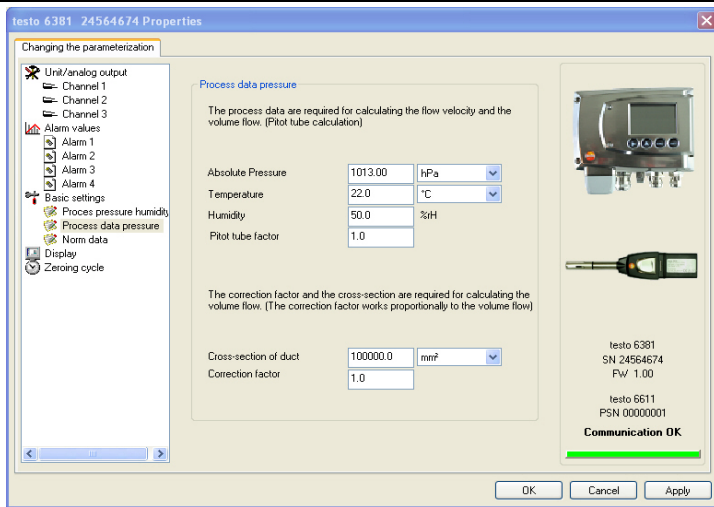 testo 6381 24564674 Properties
Changing the parameterization
Unit/analog output
Channel 1
Channel 2
Channel 3
Alarm values
Alarm 1
Alarm 2
Alarm 3
Alarm 4
Basic settings
Proces pressure humidity
Process data pressure
Norm data
Display
Zeroing cycle
Process data pressure
The process data are required for calculating the flow velocity and the
volume flow. (Pitot tube calculation)
Absolute Pressure 1013.00 hPa
Temperature 22.0 °C
Humidity 50.0 %rH
Pitot tube factor 1.0
The correction factor and the cross-section are required for calculating the
volume flow. (The correction factor works proportionally to the volume flow)
Cross-section of duct 100000.0 mm²
Correction factor 1.0
testo 6381
SN 24564674
FW 1.00
testo 6611
PSN 00000001
Communication OK
OK Cancel Apply